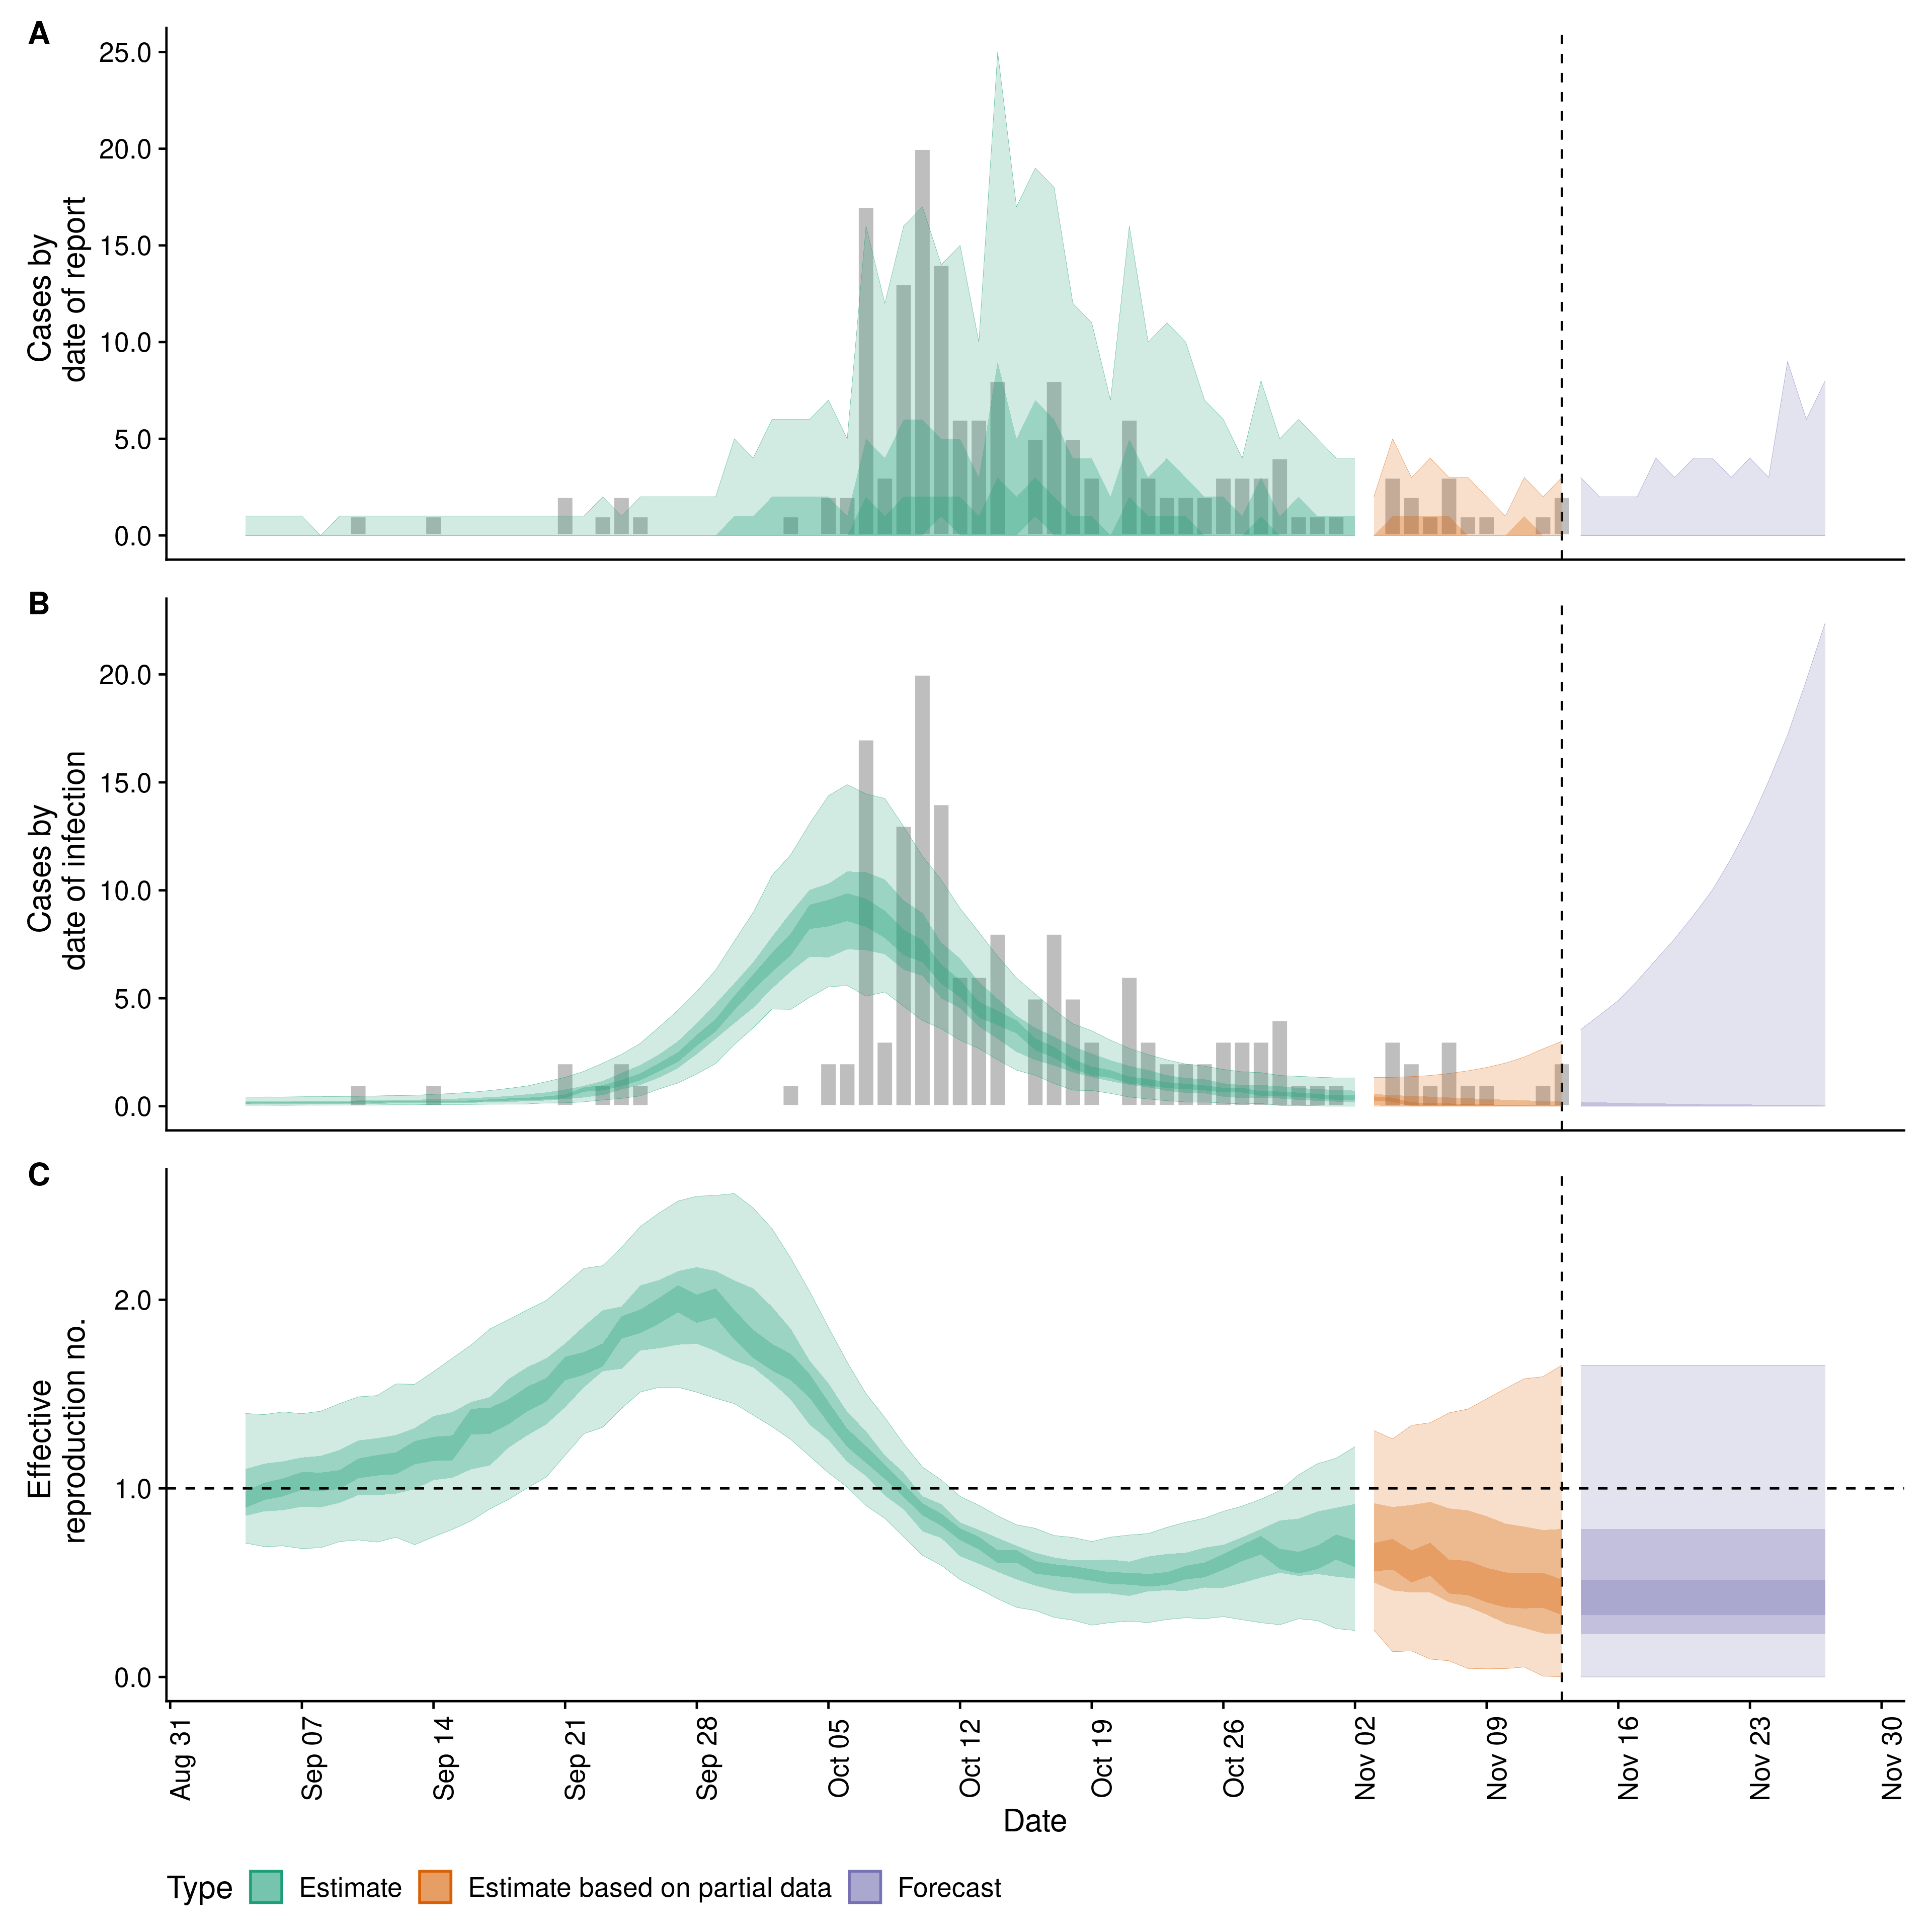 A
25.0
20.0
15.0
10.0
5.0
0.0
Cases by
date of report
B
20.0
15.0
10.0
5.0
0.0
Cases by
date of infection
C
2.0
1.0
0.0
Effective
reproduction no.
Aug 31
Sep 07
Sep 14
Sep 21
Sep 28
Oct 05
Oct 12
Oct 19
Oct 26
Nov 02
Nov 09
Nov 16
Nov 23
Nov 30
Date
Type Estimate Estimate based on partial data Forecast